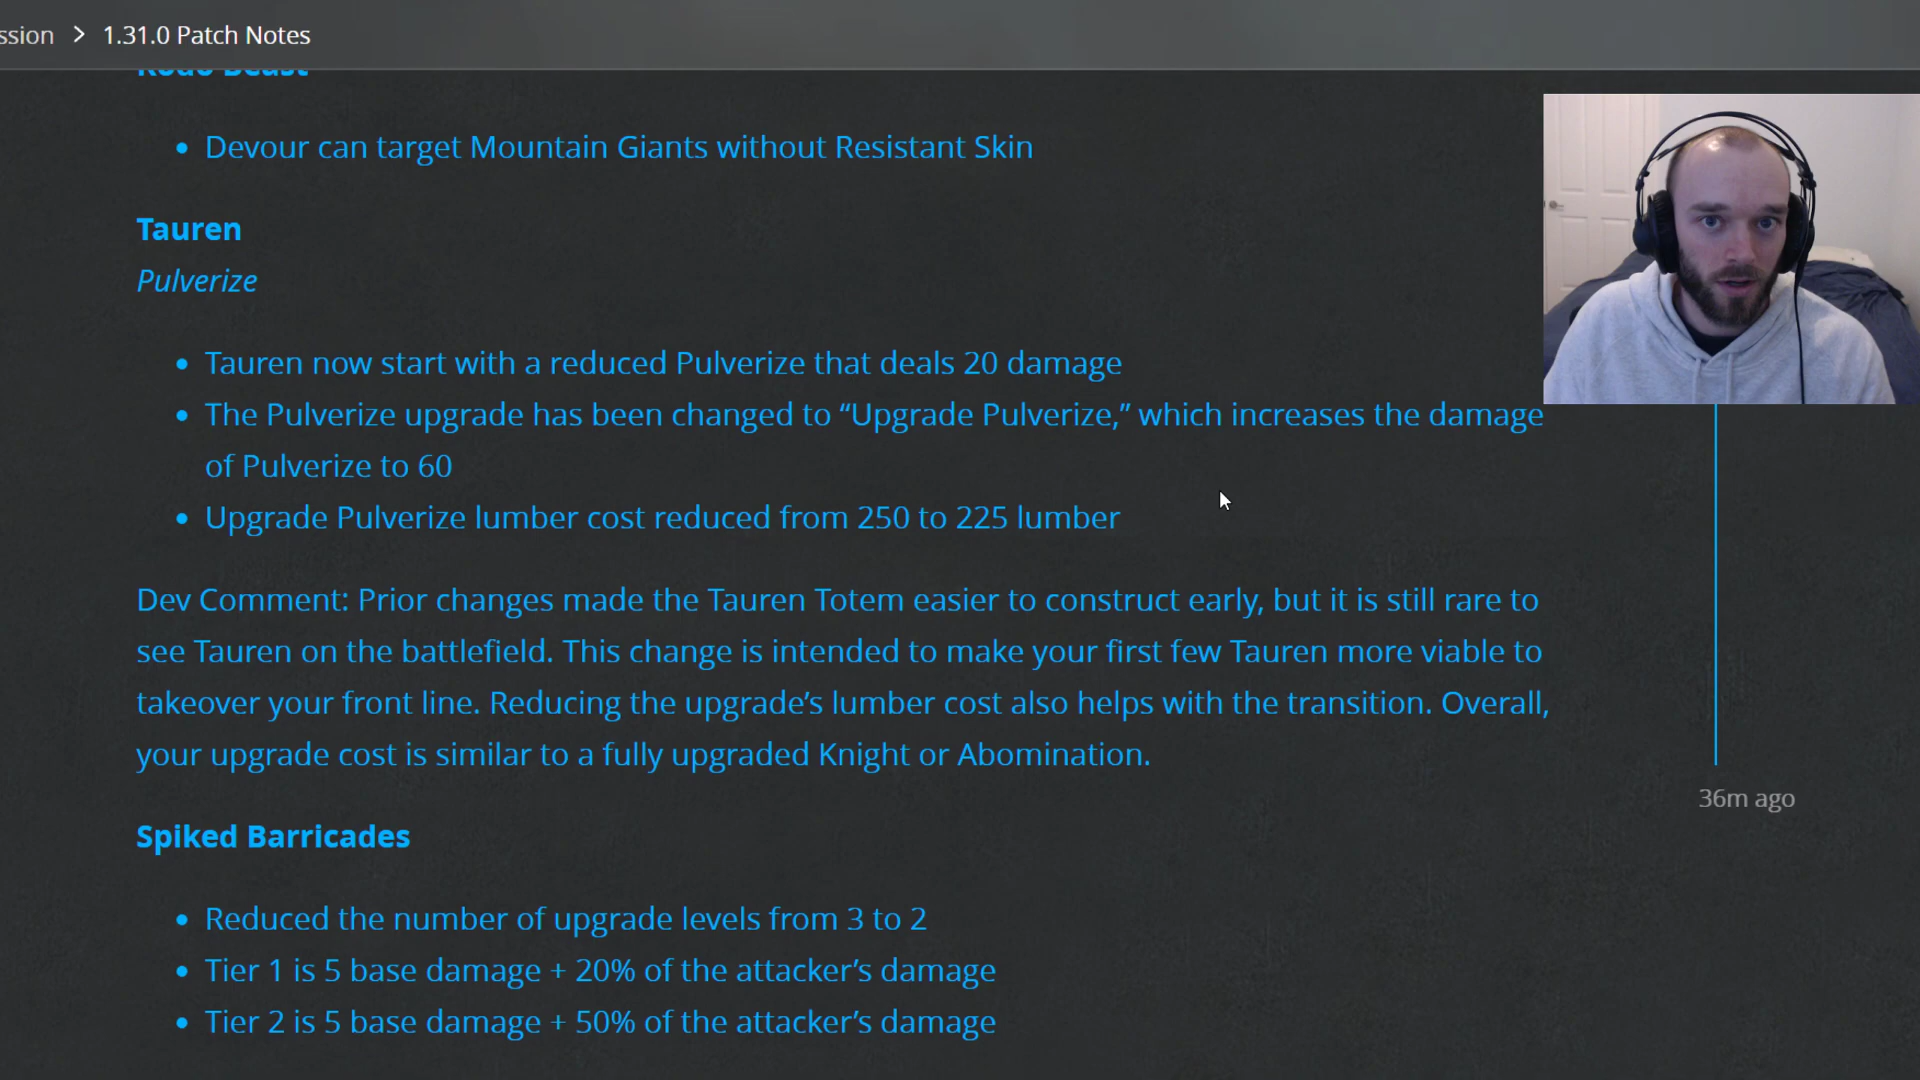 ssion > 1.31.0 Patch Notes
Kodo Beast
• Devour can target Mountain Giants without Resistant Skin
Tauren
Pulverize
• Tauren now start with a reduced Pulverize that deals 20 damage
• The Pulverize upgrade has been changed to “Upgrade Pulverize,” which increases the damage
of Pulverize to 60
• Upgrade Pulverize lumber cost reduced from 250 to 225 lumber
Dev Comment: Prior changes made the Tauren Totem easier to construct early, but it is still rare to
see Tauren on the battlefield. This change is intended to make your first few Tauren more viable to
takeover your front line. Reducing the upgrade’s lumber cost also helps with the transition. Overall,
your upgrade cost is similar to a fully upgraded Knight or Abomination.
36m ago
Spiked Barricades
• Reduced the number of upgrade levels from 3 to 2
• Tier 1 is 5 base damage + 20% of the attacker’s damage
• Tier 2 is 5 base damage + 50% of the attacker’s damage